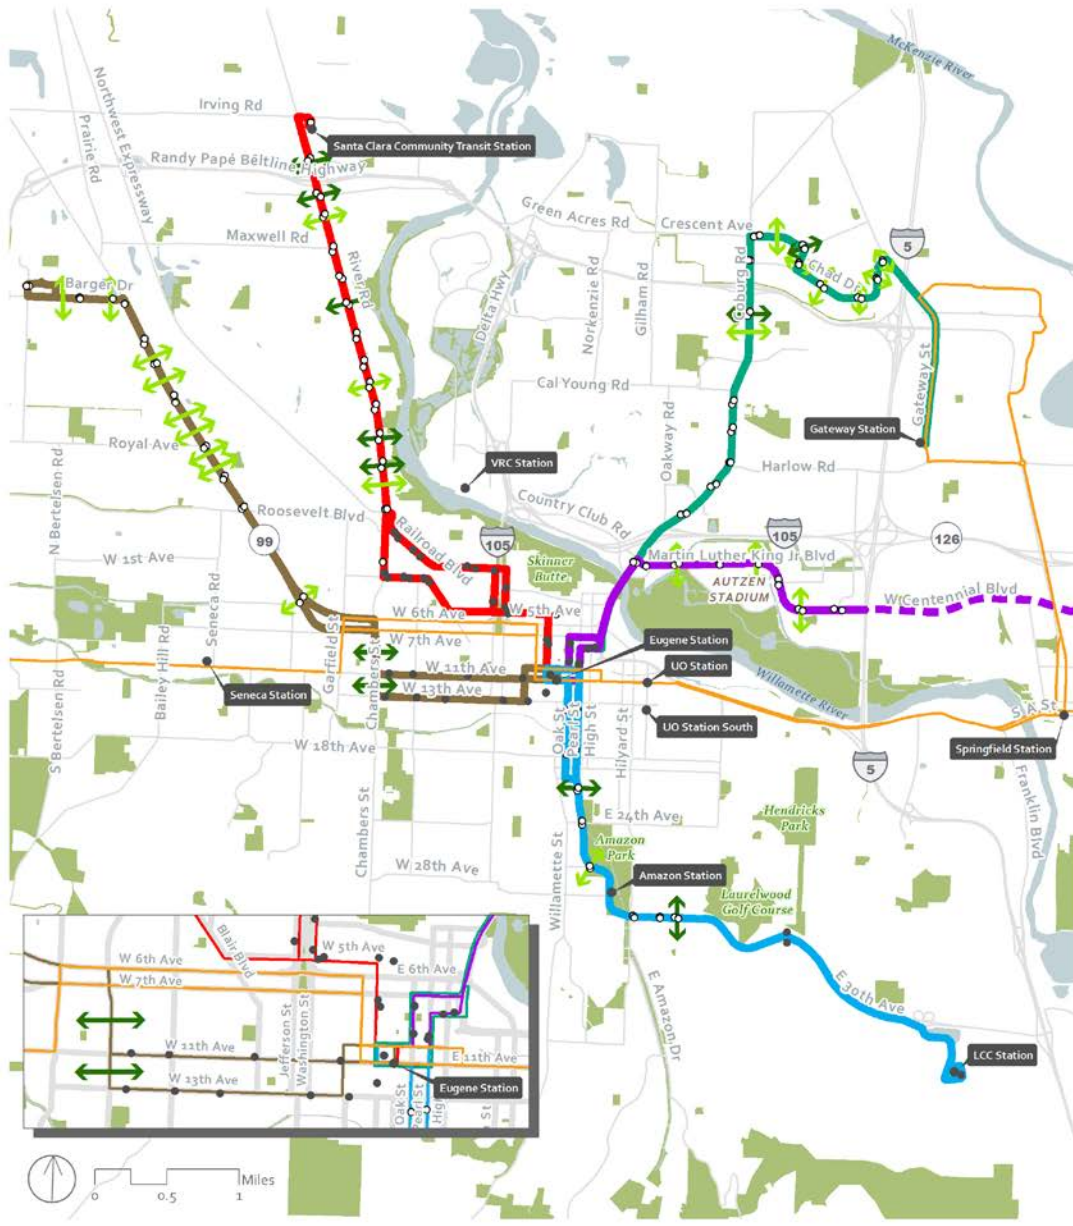 McKenzie River
Irving Rd
Northwest Expressway
Prairie Rd
Santa Clara Community Transit Station
Randy Papé Beltline Highway
Green Acres Rd
Crescent Ave
Maxwell Rd
5
River Rd
Delta Hwy
Norkenzie Rd
Gilham Rd
Coburg Rd
Chad Dr
Barger Dr
Gateway St
Cal Young Rd
Oakway Rd
Gateway Station
Royal Ave
N Bertelsen Rd
VRC Station
Harlow Rd
Roosevelt Blvd
Railroad Blvd
Country Club Rd
99
105
105
126
W 1st Ave
Skinner
Butte
Martin Luther King Jr Blvd
AUTZEN
STADIUM
W Centennial Blvd
Seneca Rd
W 6th Ave
W 5th Ave
W 7th Ave
Eugene Station
Bailey Hill Rd
Garfield St
Chambers St
W 11th Ave
UO Station
Seneca Station
W 13th Ave
Willamette River
S A St
S Bertelsen Rd
UO Station South
W 18th Ave
Oak St
Pearl St
High St
Hilyard St
Springfield Station
5
Franklin Blvd
Chambers St
E 24th Ave
Hendricks
Park
Amazon
Park
W 28th Ave
Willamette St
Amazon Station
Laurelwood
Golf Course
E 30th Ave
E Amazon Dr
LCC Station
Blair Blvd
W 5th Ave
W 6th Ave
E 6th Ave
W 7th Ave
Jefferson St
Washington St
W 11th Ave
E 11th Ave
W 13th Ave
Eugene Station
Oak St
Pearl St
High
St
Miles
0
0.5
1